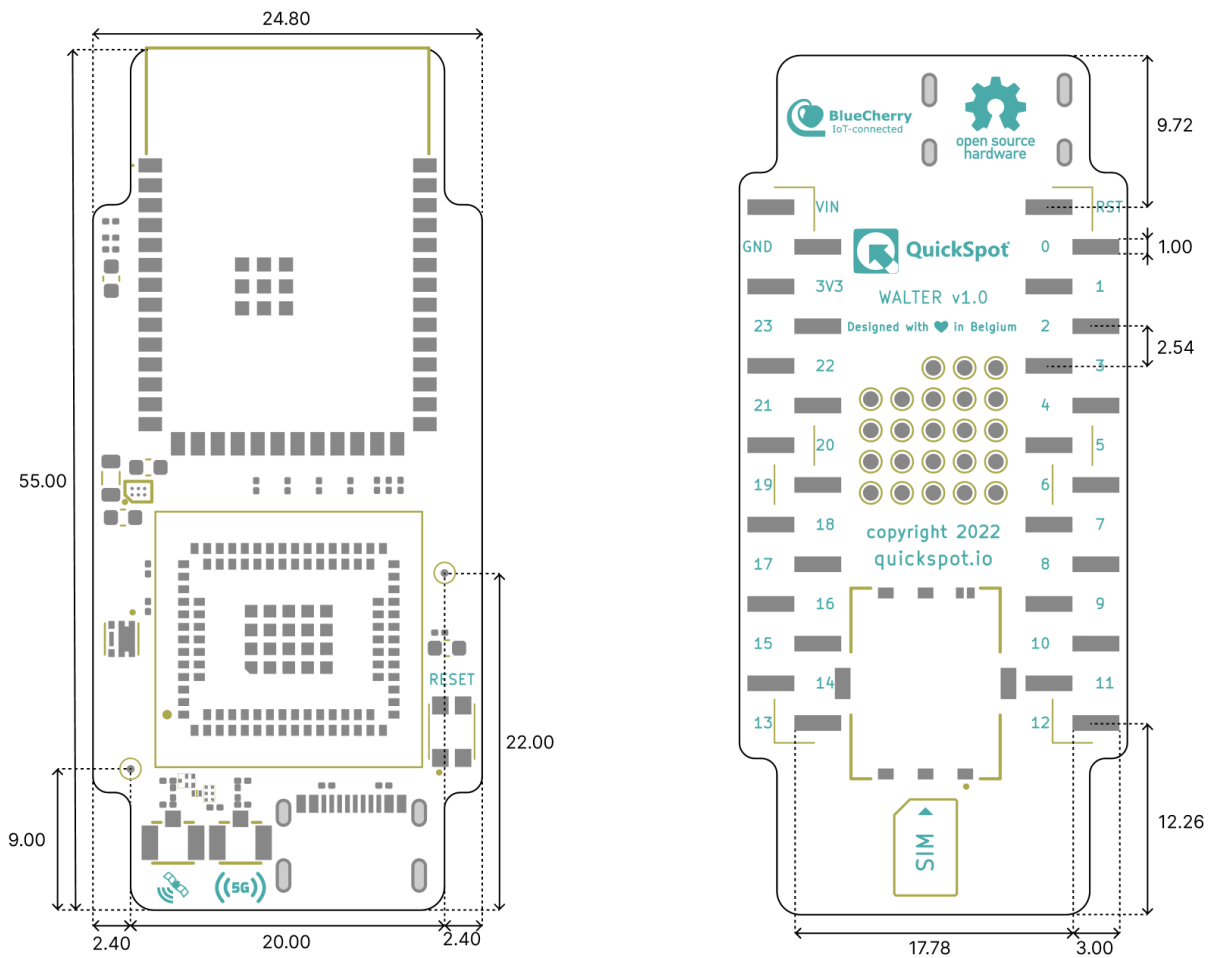 24.80
55.00
RESET
22.00
9.00
5G
2.40
20.00
2.40
BlueCherry
IoT-connected
open source
hardware
9.72
VIN
RST
GND
QuickSpot
0
1.00
3V3
WALTER v1.0
1
23
Designed with ♥ in Belgium
2
2.54
22
3
21
4
20
5
19
6
18
copyright 2022
7
17
quickspot.io
8
16
9
15
10
14
11
13
12
12.26
SIM
17.78
3.00